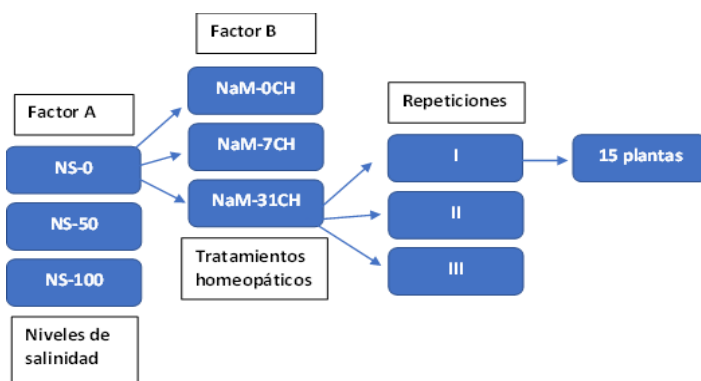 Factor A
NS-0
NS-50
NS-100
Niveles de
salinidad
Factor B
NaM-0CH
NaM-7CH
NaM-31CH
Tratamientos
homeopáticos
Repeticiones
I
II
III
15 plantas